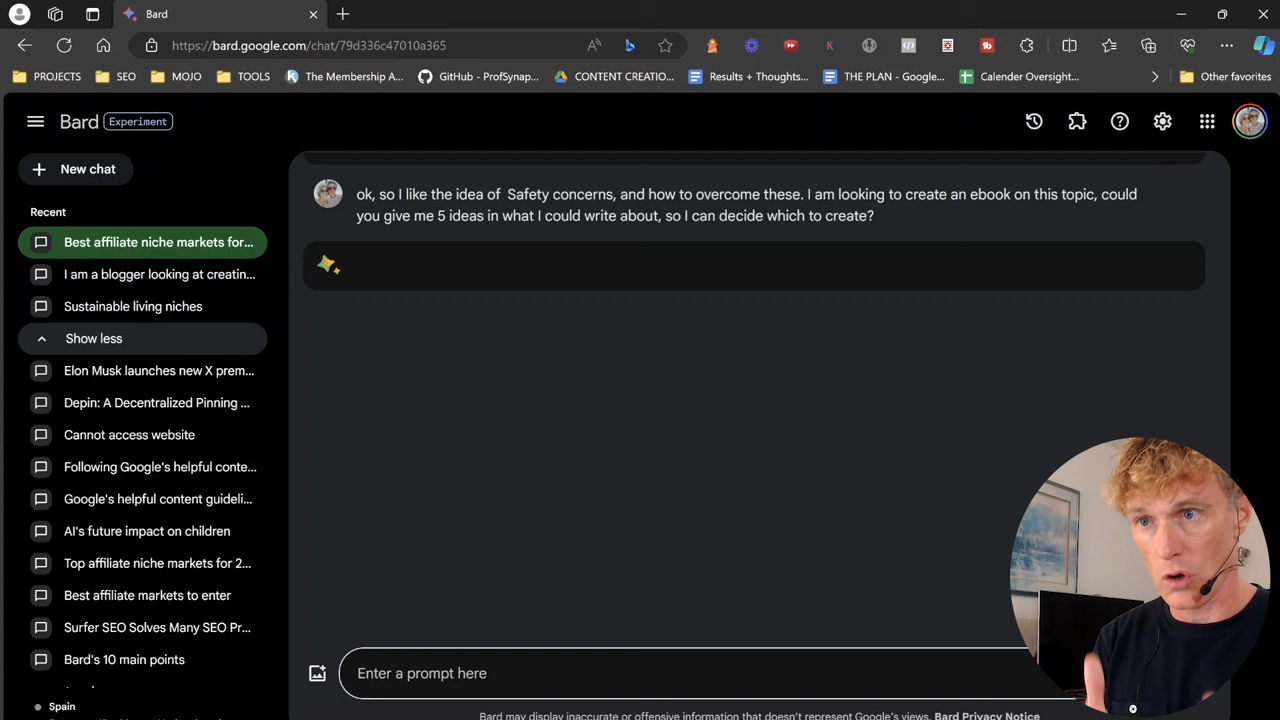 Bard
https://bard.google.com/chat/79d336c47010a365
PROJECTS
SEO
MOJO
TOOLS
The Membership A...
GitHub - ProfSynap...
CONTENT CREATIO...
Results + Thoughts...
THE PLAN - Google...
Calender Oversight...
Other favorites
Bard Experiment
New chat
Recent
Best affiliate niche markets for...
I am a blogger looking at creatin...
Sustainable living niches
Show less
Elon Musk launches new X prem...
Depin: A Decentralized Pinning ...
Cannot access website
Following Google's helpful conte...
Google's helpful content guideli...
AI's future impact on children
Top affiliate niche markets for 2...
Best affiliate markets to enter
Surfer SEO Solves Many SEO Pr...
Bard's 10 main points
Spain
ok, so I like the idea of  Safety concerns, and how to overcome these. I am looking to create an ebook on this topic, could
you give me 5 ideas in what I could write about, so I can decide which to create?
Enter a prompt here
Bard may display inaccurate or offensive information that doesn't represent Google's views. Bard Privacy Notice